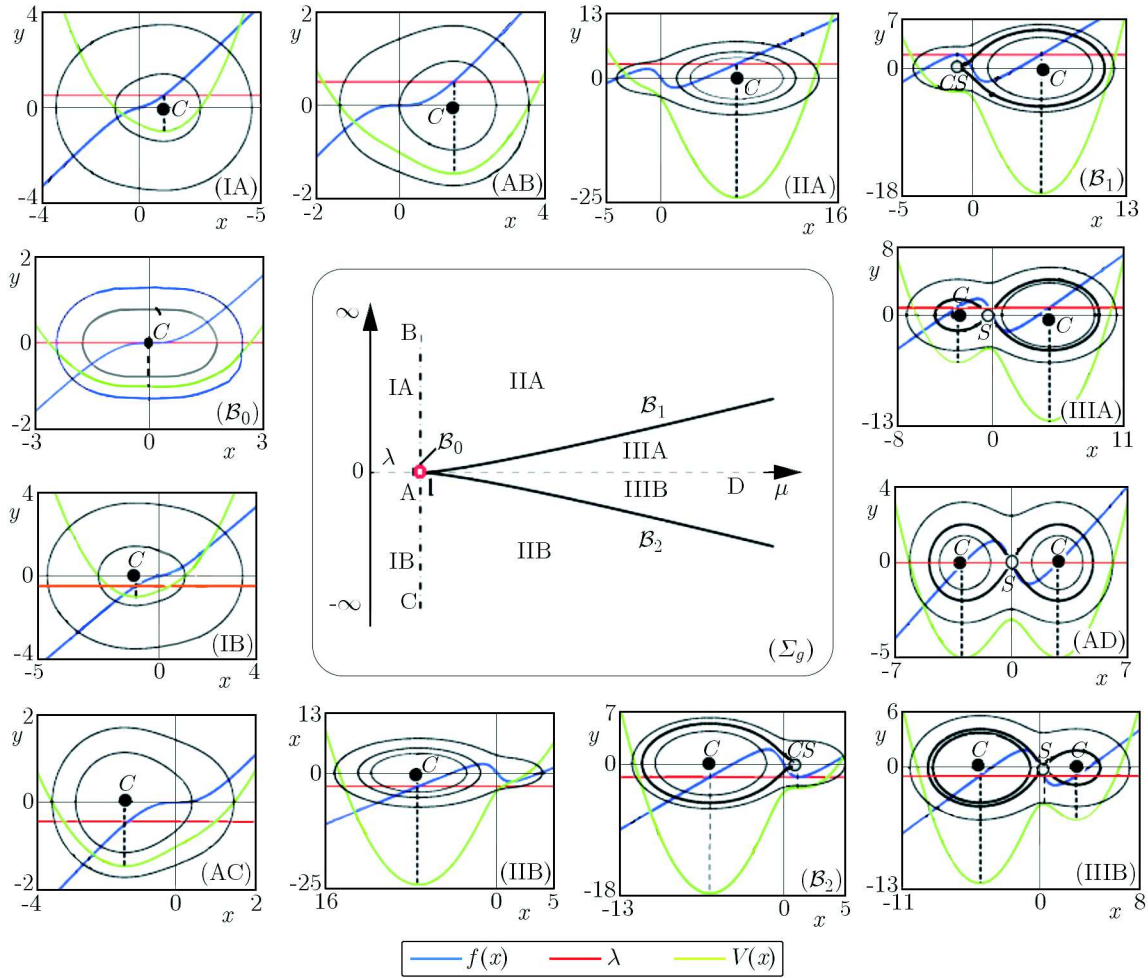 4
y
0
-4
-4
0
-5
x
C
(IA)
2
y
0
-2
-2
0
4
x
C
(AB)
13
y
0
-25
-5
0
16
x
C
(IIA)
7
y
0
-18
-5
0
13
x
CS
C
(ℬ₁)
2
y
0
-2
-3
0
3
x
C
(ℬ₀)
∞
B
IA
IIA
ℬ₁
ℬ₀
IIIA
0
λ
A
I
IIIB
D
μ
IB
IIB
ℬ₂
C
-∞
(Σg)
8
y
0
-13
-8
0
11
x
C
S
C
(IIIA)
2
y
0
-4
-5
0
4
x
C
(IB)
4
y
0
-5
-7
0
7
x
C
S
C
(AD)
2
y
0
-2
-4
0
2
x
C
(AC)
13
x
0
-25
16
0
5
x
C
(IIB)
7
y
0
-18
-13
0
5
x
C
CS
(ℬ₂)
6
y
0
-13
-11
0
8
x
C
S
C
(IIIB)
f(x)
λ
V(x)